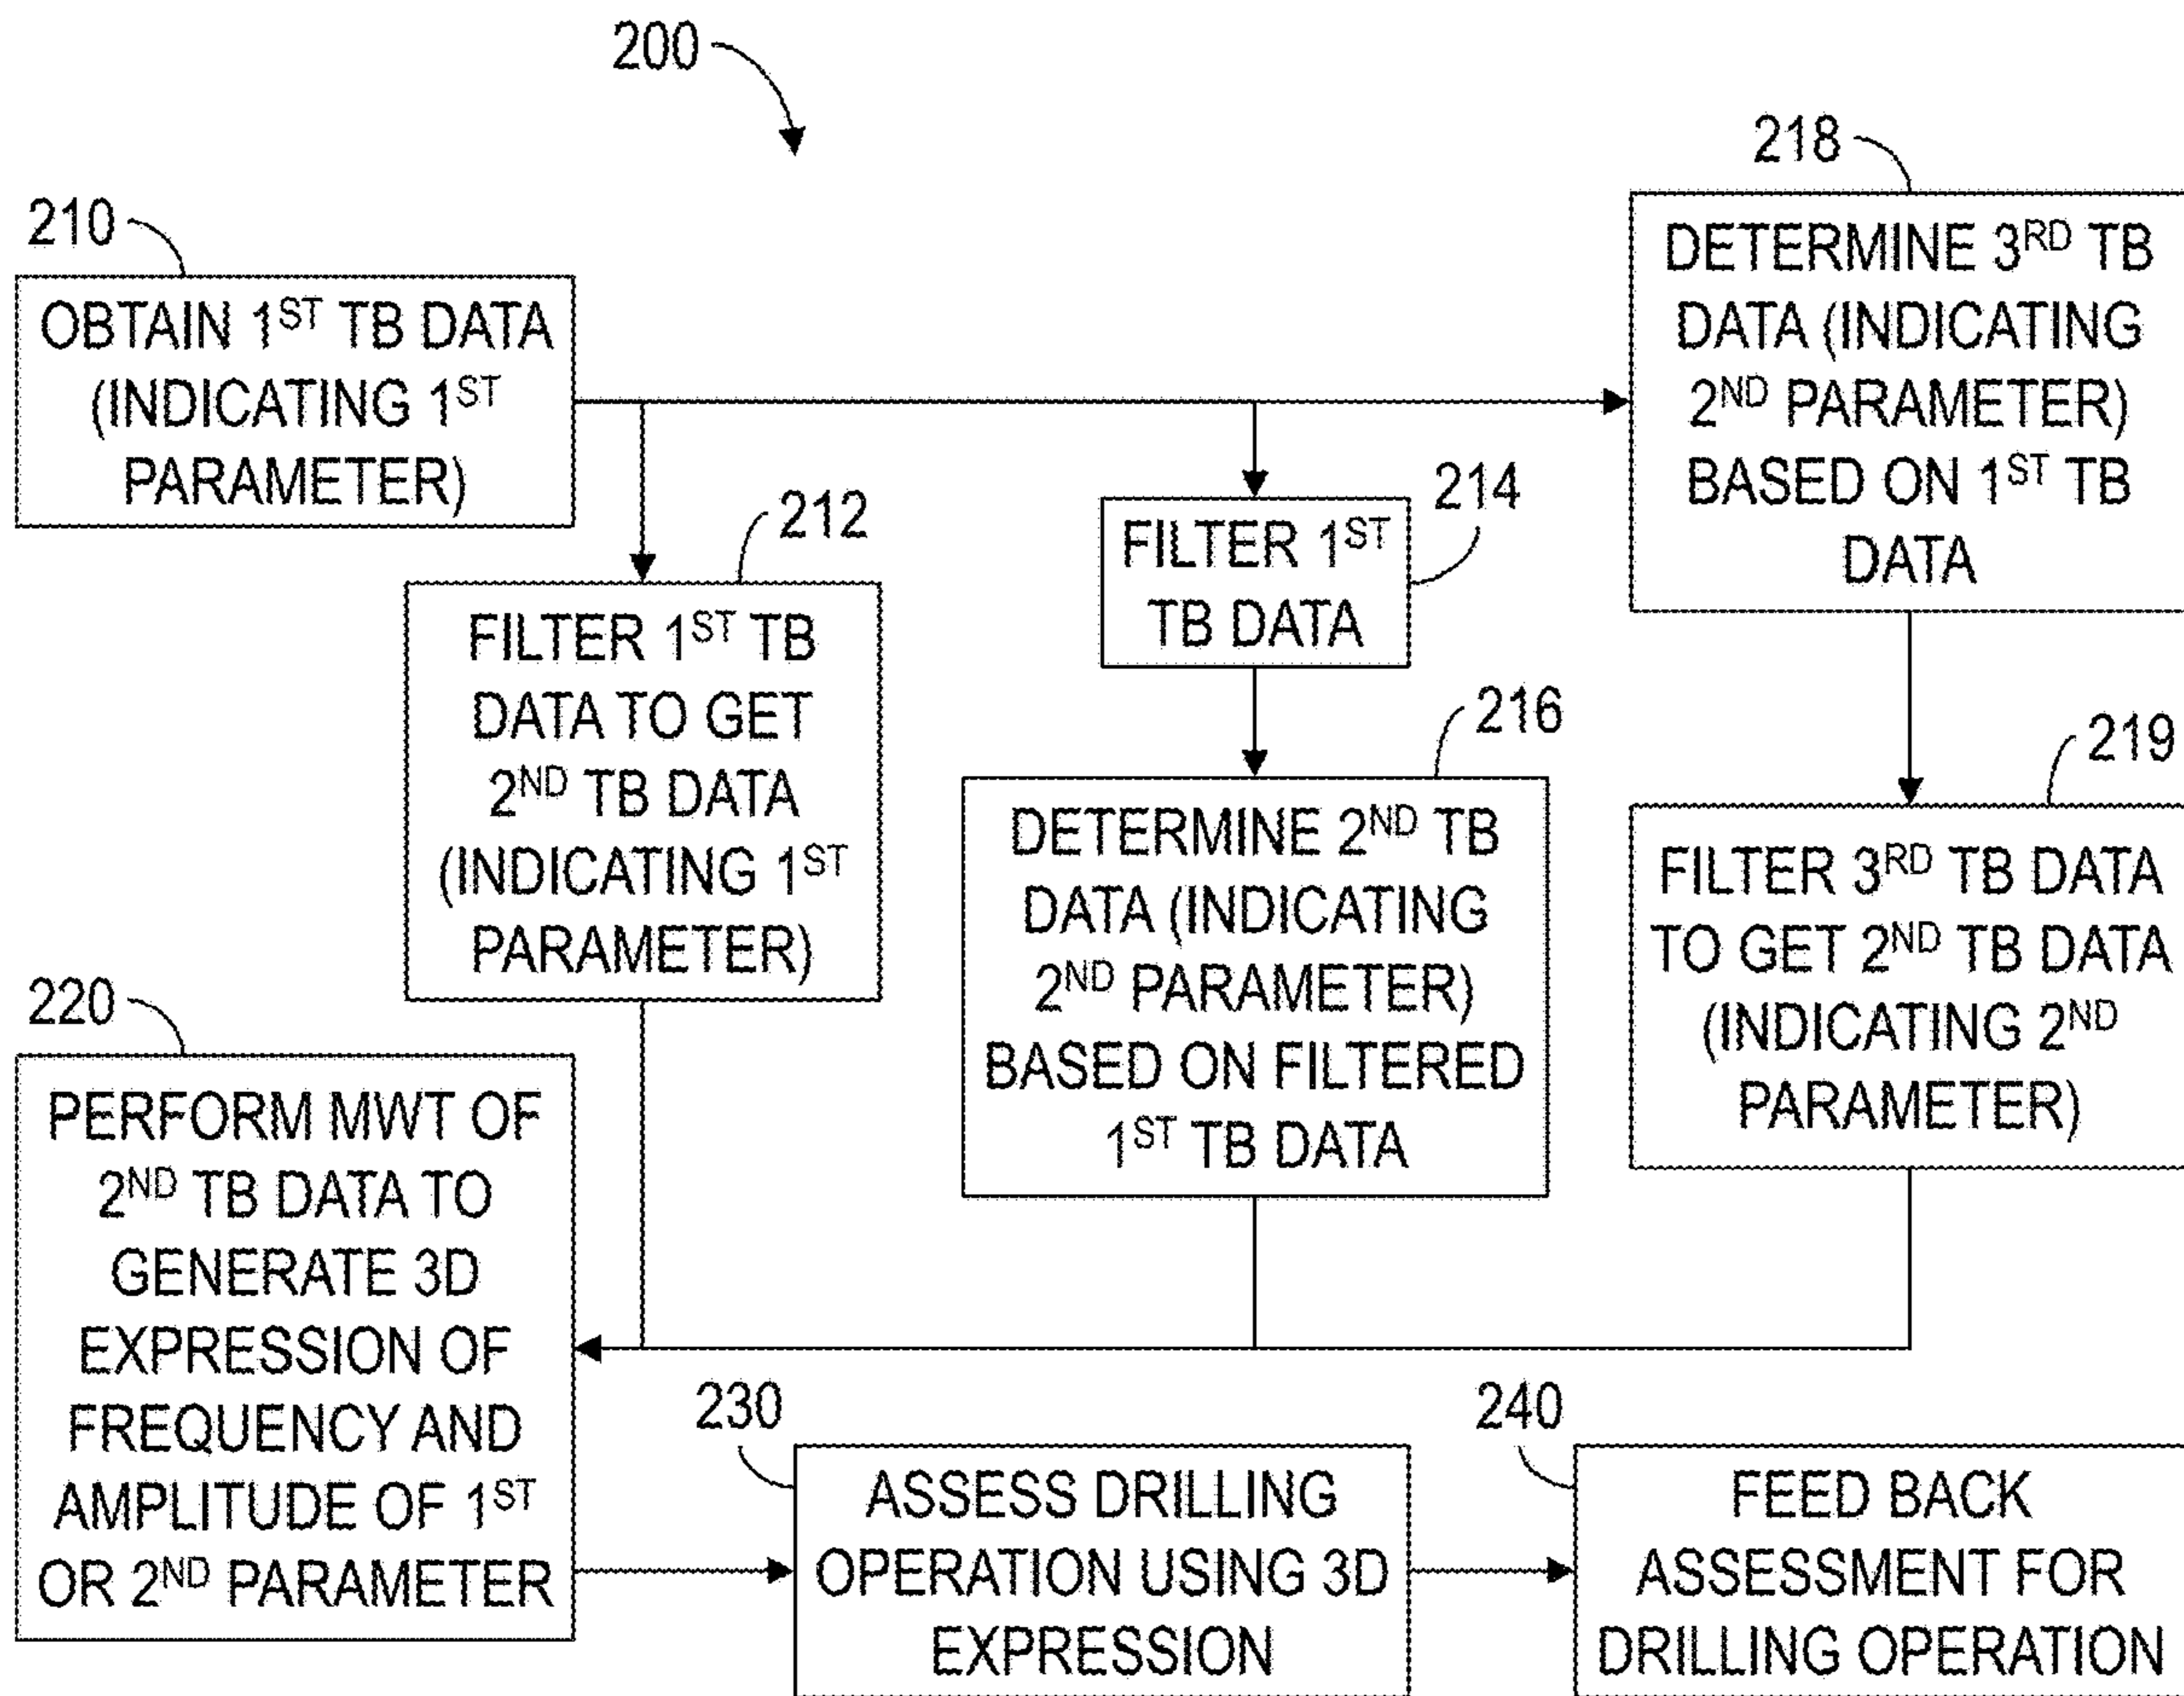 200
210
OBTAIN 1ST TB DATA
(INDICATING 1ST
PARAMETER)
212
FILTER 1ST TB
DATA TO GET
2ND TB DATA
(INDICATING 1ST
PARAMETER)
214
FILTER 1ST
TB DATA
216
DETERMINE 2ND TB
DATA (INDICATING
2ND PARAMETER)
BASED ON FILTERED
1ST TB DATA
218
DETERMINE 3RD TB
DATA (INDICATING
2ND PARAMETER)
BASED ON 1ST TB
DATA
219
FILTER 3RD TB DATA
TO GET 2ND TB DATA
(INDICATING 2ND
PARAMETER)
220
PERFORM MWT OF
2ND TB DATA TO
GENERATE 3D
EXPRESSION OF
FREQUENCY AND
AMPLITUDE OF 1ST
OR 2ND PARAMETER
230
ASSESS DRILLING
OPERATION USING 3D
EXPRESSION
240
FEED BACK
ASSESSMENT FOR
DRILLING OPERATION